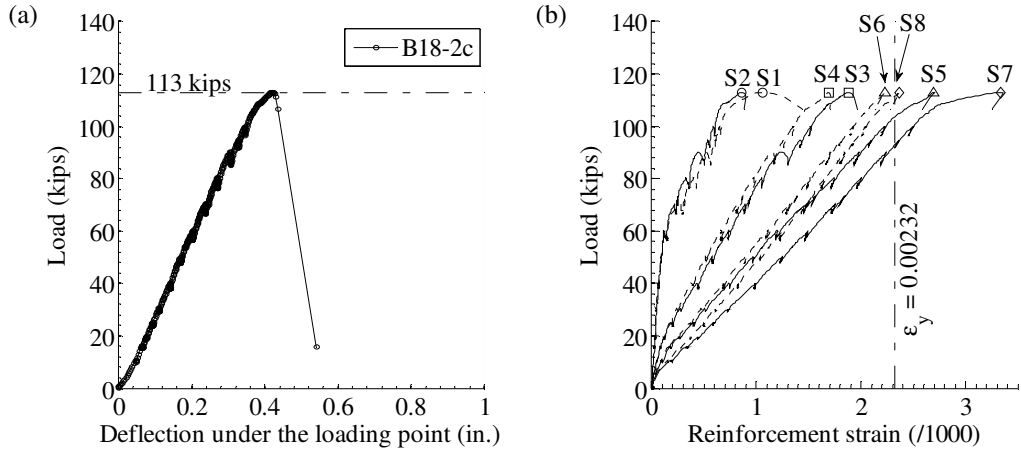 (a)
140
120
100
80
60
40
20
0
Load (kips)
113 kips
B18-2c
0 0.2 0.4 0.6 0.8 1
Deflection under the loading point (in.)
(b)
140
120
100
80
60
40
20
0
Load (kips)
S6 S8
S2 S1 S4 S3 S5 S7
ε_y = 0.00232
0 1 2 3
Reinforcement strain (/1000)